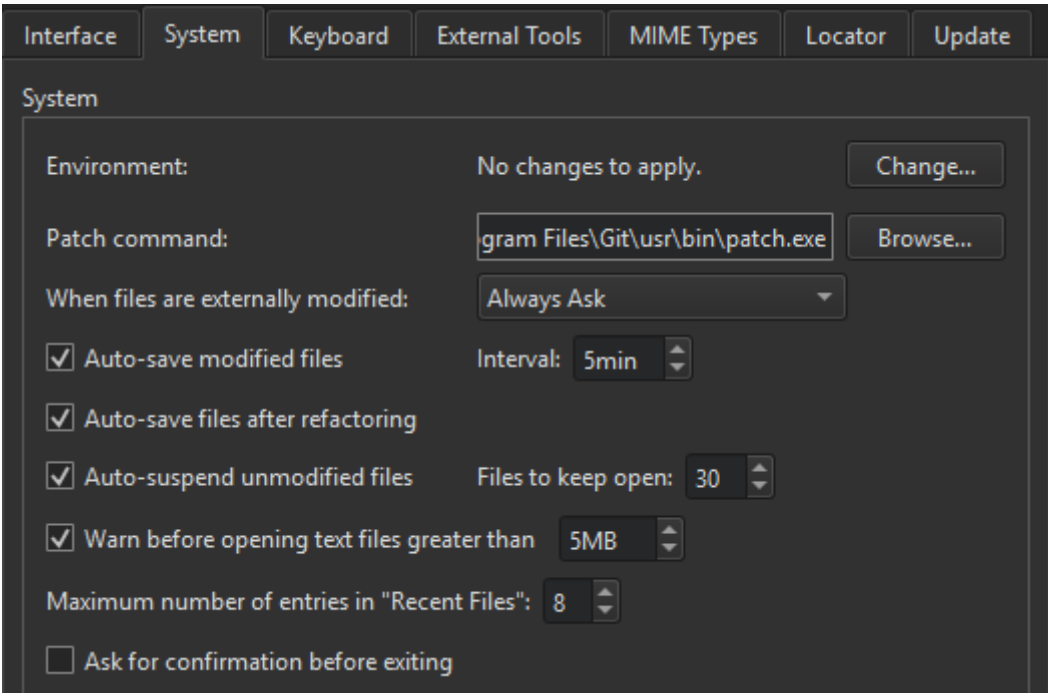 Interface System Keyboard External Tools MIME Types Locator Update
System
Environment: No changes to apply. Change...
Patch command: ogram Files\Git\usr\bin\patch.exe Browse...
When files are externally modified: Always Ask
Auto-save modified files Interval: 5min
Auto-save files after refactoring
Auto-suspend unmodified files Files to keep open: 30
Warn before opening text files greater than 5MB
Maximum number of entries in "Recent Files": 8
Ask for confirmation before exiting